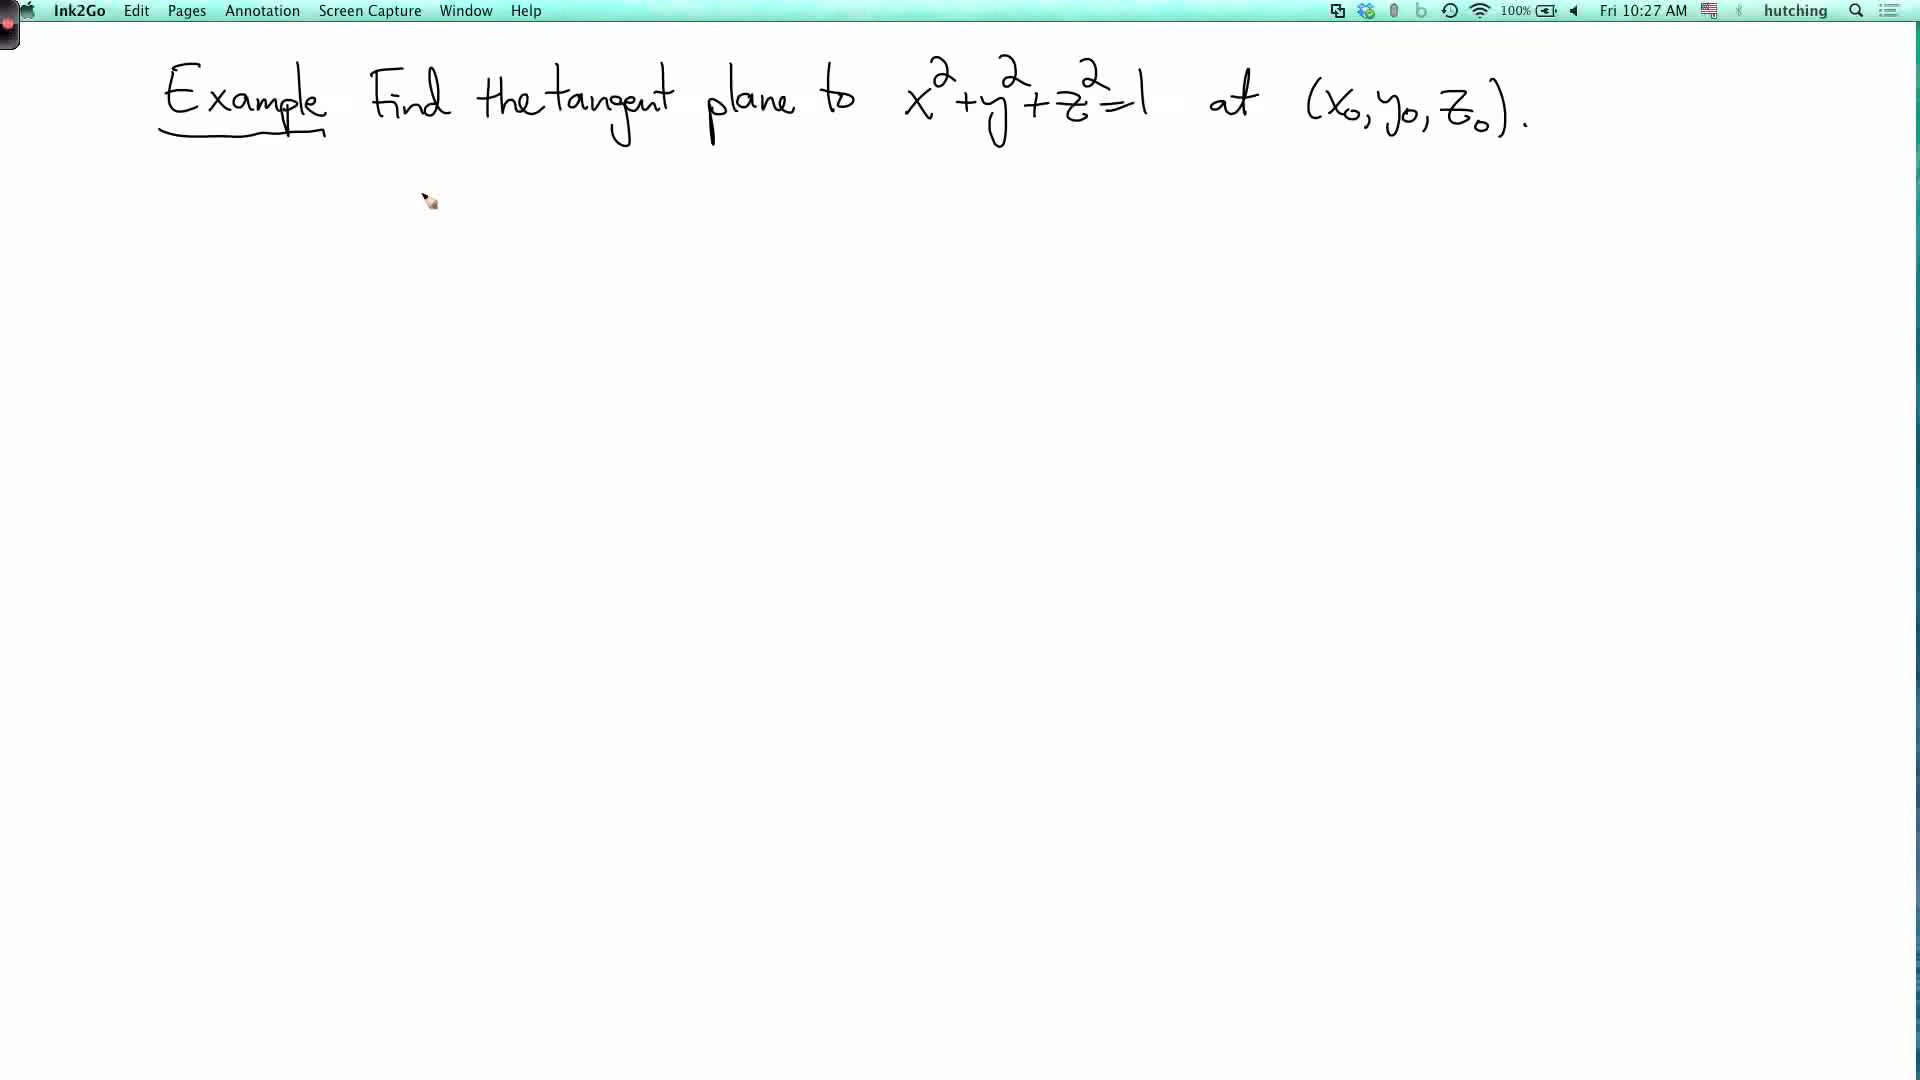 Ink2Go Edit Pages Annotation Screen Capture Window Help 100% Fri 10:27 AM hutching
Example Find the tangent plane to x²+y²+z²=1 at (x₀,y₀,z₀).